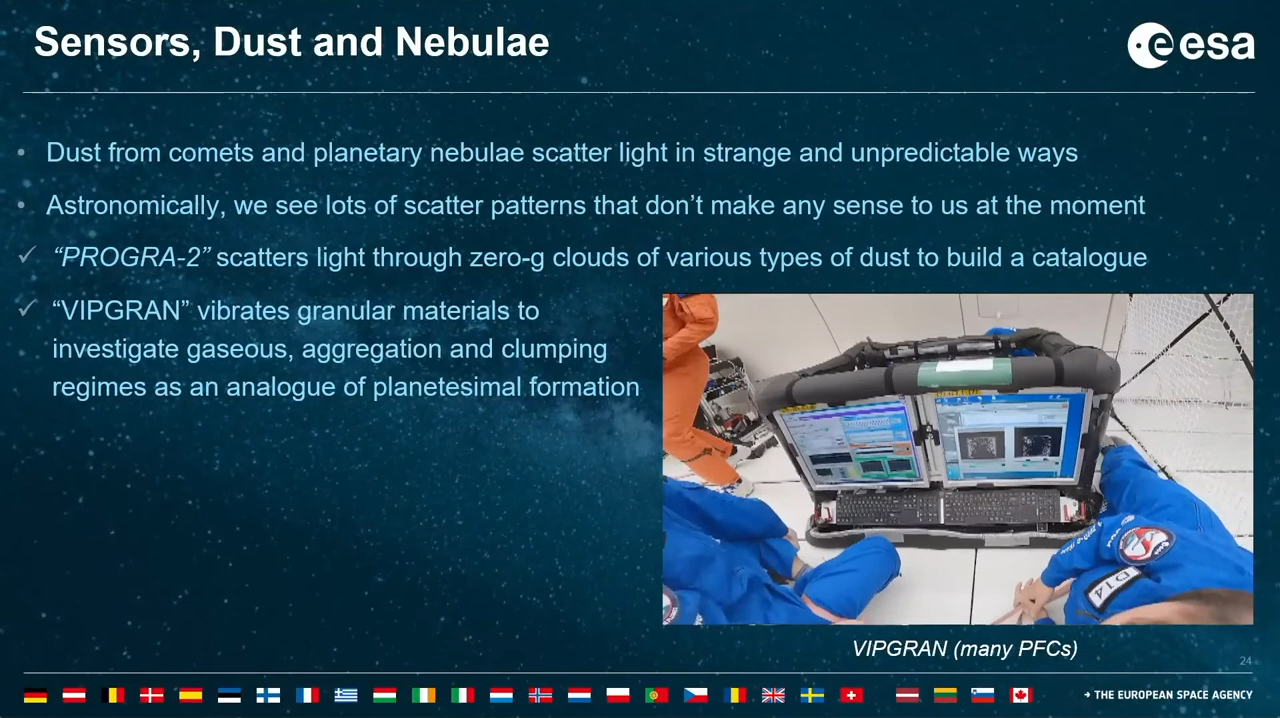 Sensors, Dust and Nebulae
esa
• Dust from comets and planetary nebulae scatter light in strange and unpredictable ways
• Astronomically, we see lots of scatter patterns that don’t make any sense to us at the moment
✓ “PROGRA-2” scatters light through zero-g clouds of various types of dust to build a catalogue
✓ “VIPGRAN” vibrates granular materials to
investigate gaseous, aggregation and clumping
regimes as an analogue of planetesimal formation
D14
VIPGRAN (many PFCs)
24
→ THE EUROPEAN SPACE AGENCY